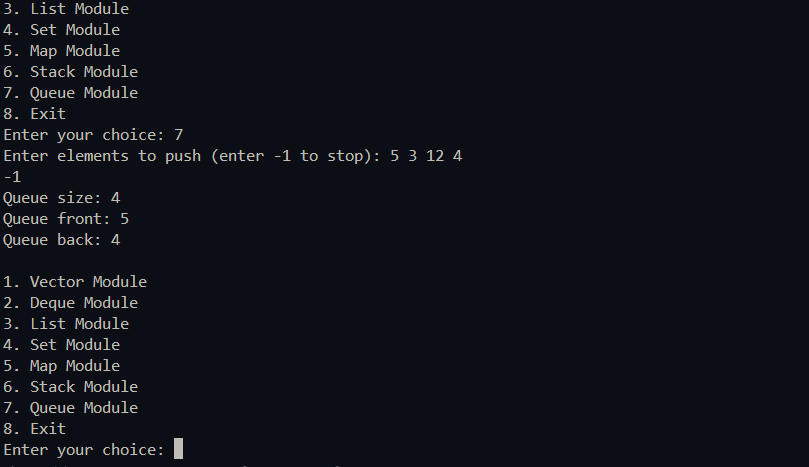 3. List Module
4. Set Module
5. Map Module
6. Stack Module
7. Queue Module
8. Exit
Enter your choice: 7
Enter elements to push (enter -1 to stop): 5 3 12 4
-1
Queue size: 4
Queue front: 5
Queue back: 4

1. Vector Module
2. Deque Module
3. List Module
4. Set Module
5. Map Module
6. Stack Module
7. Queue Module
8. Exit
Enter your choice: